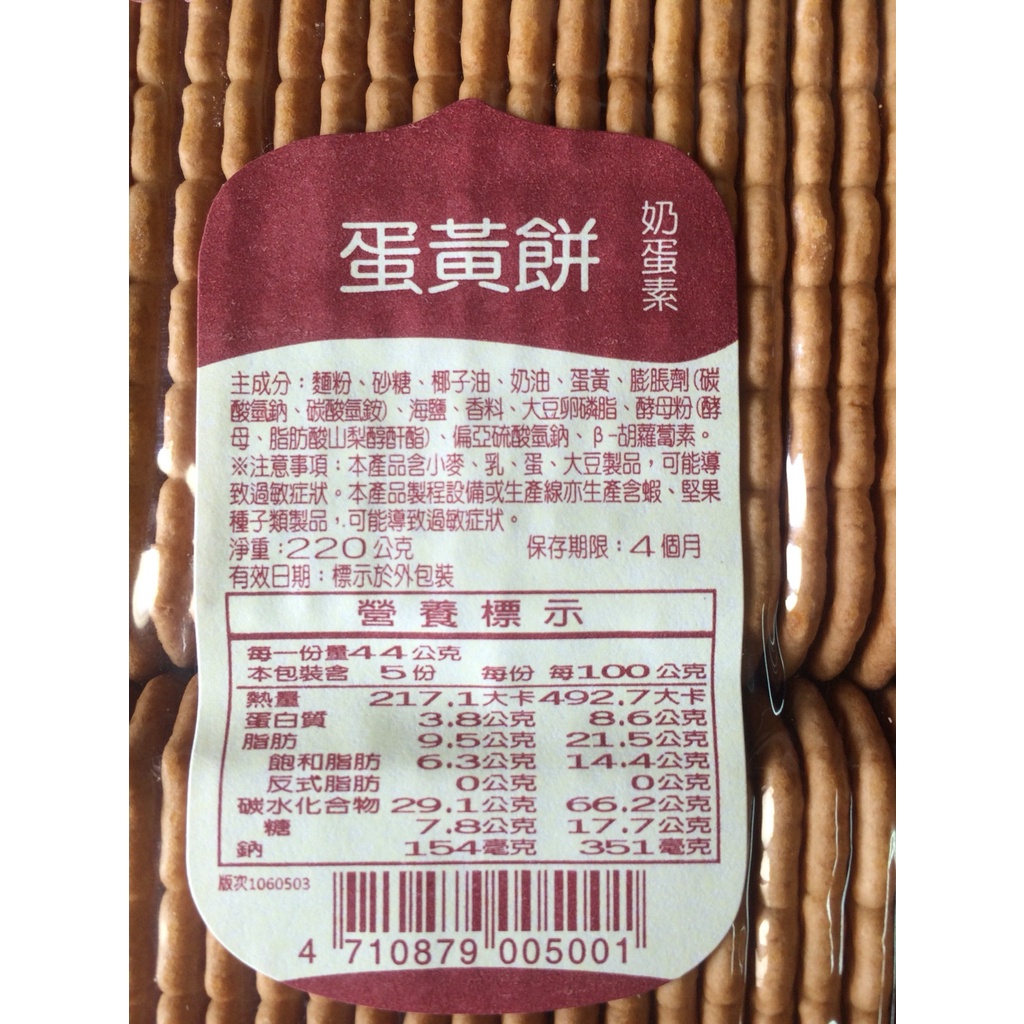 蛋黃餅
奶蛋素
主成分：麵粉、砂糖、椰子油、奶油、蛋黃、膨脹劑(碳
酸氫鈉、碳酸氫銨)、海鹽、香料、大豆卵磷脂、酵母粉(酵
母、脂肪酸山梨醇酐酯)、偏亞硫酸氫鈉、β-胡蘿蔔素。
※注意事項：本產品含小麥、乳、蛋、大豆製品，可能導
致過敏症狀。本產品製程設備或生產線亦生產含蝦、堅果
種子類製品，可能導致過敏症狀。
淨重：220公克 保存期限：4個月
有效日期：標示於外包裝
營養標示
每一份量44公克
本包裝含 5份 每份 每100公克
熱量 217.1大卡 492.7大卡
蛋白質 3.8公克 8.6公克
脂肪 9.5公克 21.5公克
飽和脂肪 6.3公克 14.4公克
反式脂肪 0公克 0公克
碳水化合物 29.1公克 66.2公克
糖 7.8公克 17.7公克
鈉 154毫克 351毫克
版次1060503
4 710879 005001